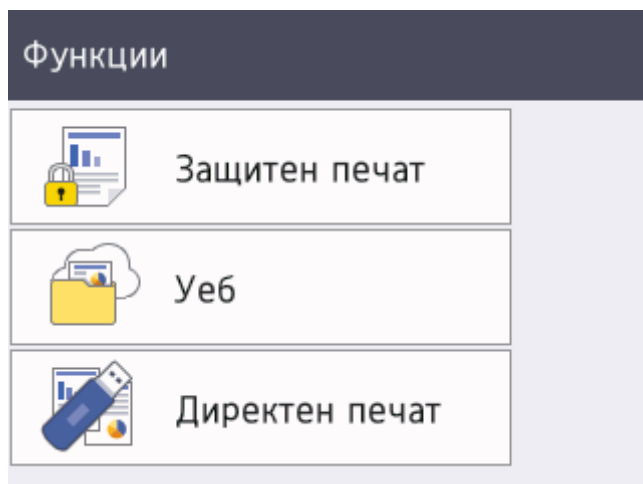 Функции
Защитен печат
Уеб
Директен печат